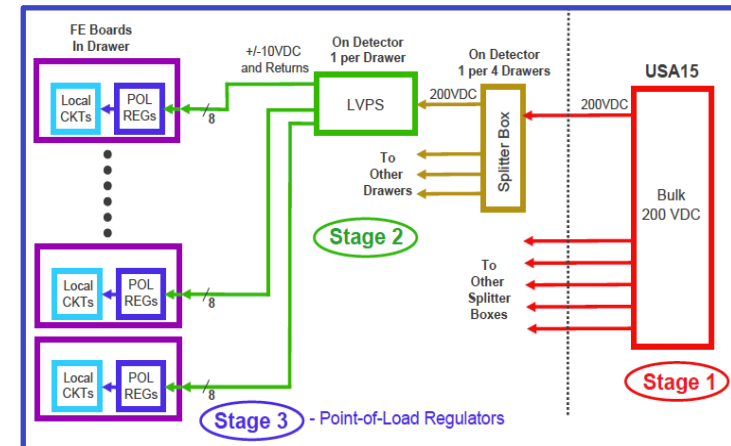 FE Boards
In Drawer
Local
CKTs
POL
REGs
8
+/-10VDC
and Returns
On Detector
1 per Drawer
LVPS
200VDC
On Detector
1 per 4 Drawers
Splitter Box
To
Other
Drawers
Stage 2
USA15
200VDC
Bulk
200 VDC
To
Other
Splitter
Boxes
Stage 1
Local
CKTs
POL
REGs
8
Local
CKTs
POL
REGs
8
Stage 3 - Point-of-Load Regulators